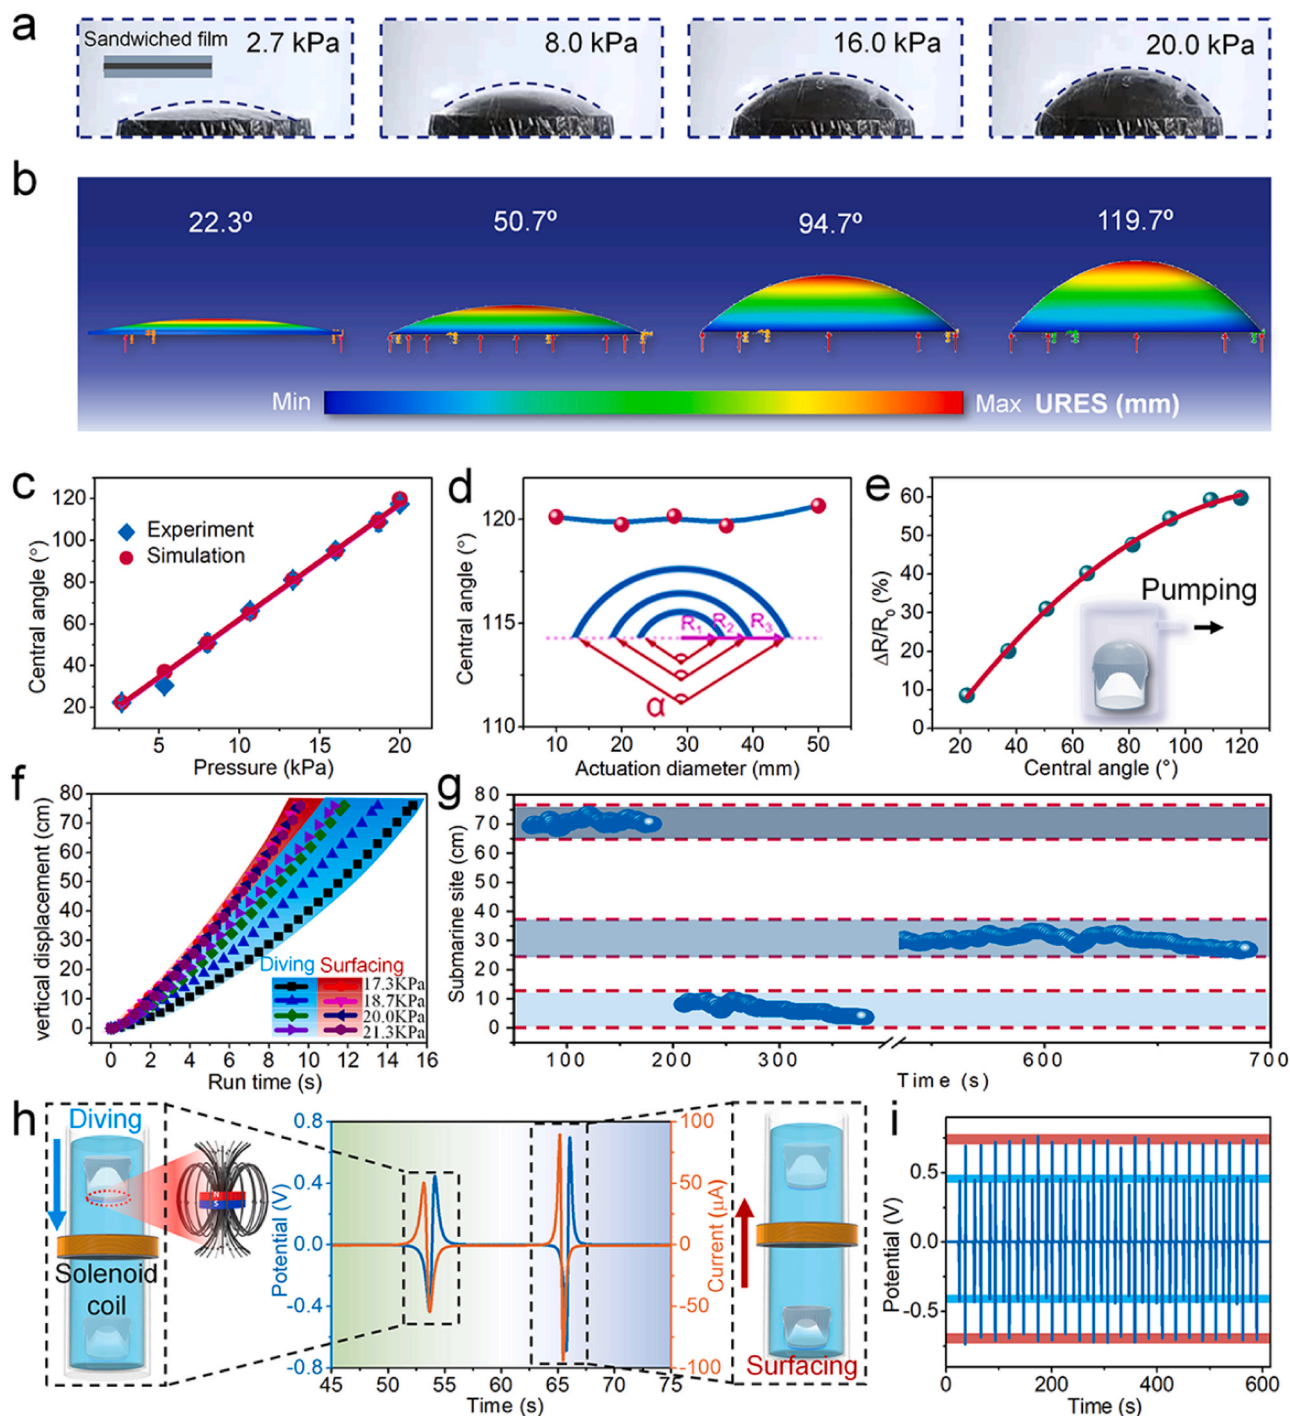 a
Sandwiched film
2.7 kPa
8.0 kPa
16.0 kPa
20.0 kPa
b
22.3º
50.7º
94.7º
119.7º
Min
Max URES (mm)
c
Central angle (°)
120
100
80
60
40
20
Experiment
Simulation
5
10
15
20
Pressure (kPa)
d
Central angle (°)
120
115
110
R1
R2
R3
α
10
20
30
40
50
Actuation diameter (mm)
e
ΔR/R0 (%)
60
50
40
30
20
10
0
Pumping
20
40
60
80
100
120
Central angle (°)
f
vertical displacement (cm)
80
70
60
50
40
30
20
10
0
Diving
Surfacing
17.3KPa
18.7KPa
20.0KPa
21.3KPa
0
2
4
6
8
10
12
14
16
Run time (s)
g
Submarine site (cm)
80
70
60
50
40
30
20
10
0
100
200
300
600
700
Time (s)
h
Diving
N
S
Solenoid
coil
Potential (V)
0.8
0.4
0.0
-0.4
-0.8
45
50
55
60
65
70
75
Time (s)
100
50
0
-50
-100
Current (μA)
Surfacing
i
Potential (V)
0.5
0.0
-0.5
0
200
400
600
Time (s)